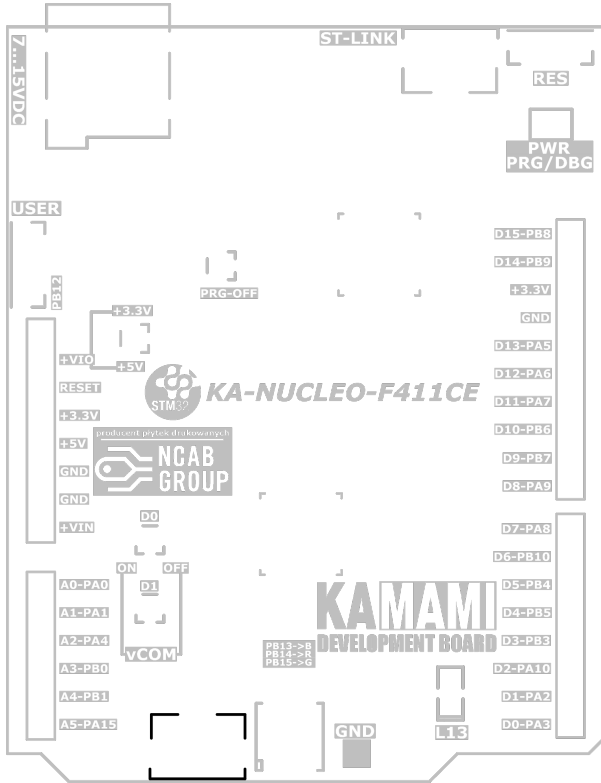 ST-LINK
7...15VDC
RES
PWR
PRG/DBG
USER
PB12
PRG-OFF
+3.3V
+5V
+VIO
RESET
+3.3V
+5V
GND
GND
+VIN
STM32
KA-NUCLEO-F411CE
producent płytek drukowanych
NCAB
GROUP
D15-PB8
D14-PB9
+3.3V
GND
D13-PA5
D12-PA6
D11-PA7
D10-PB6
D9-PB7
D8-PA9
D7-PA8
D6-PB10
D5-PB4
D4-PB5
D3-PB3
D2-PA10
D1-PA2
D0-PA3
D0
ON OFF
D1
vCOM
A0-PA0
A1-PA1
A2-PA4
A3-PB0
A4-PB1
A5-PA15
KAMAMI
DEVELOPMENT BOARD
PB13->B
PB14->R
PB15->G
GND
L13